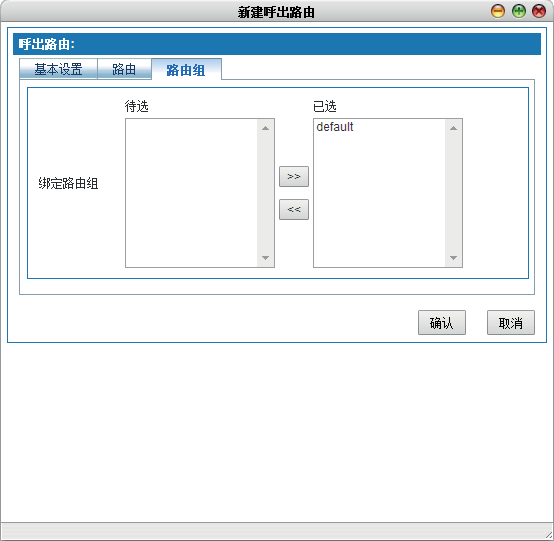 新建呼出路由
呼出路由:
基本设置 路由 路由组
待选 已选
default
绑定路由组
>>
<<
确认 取消